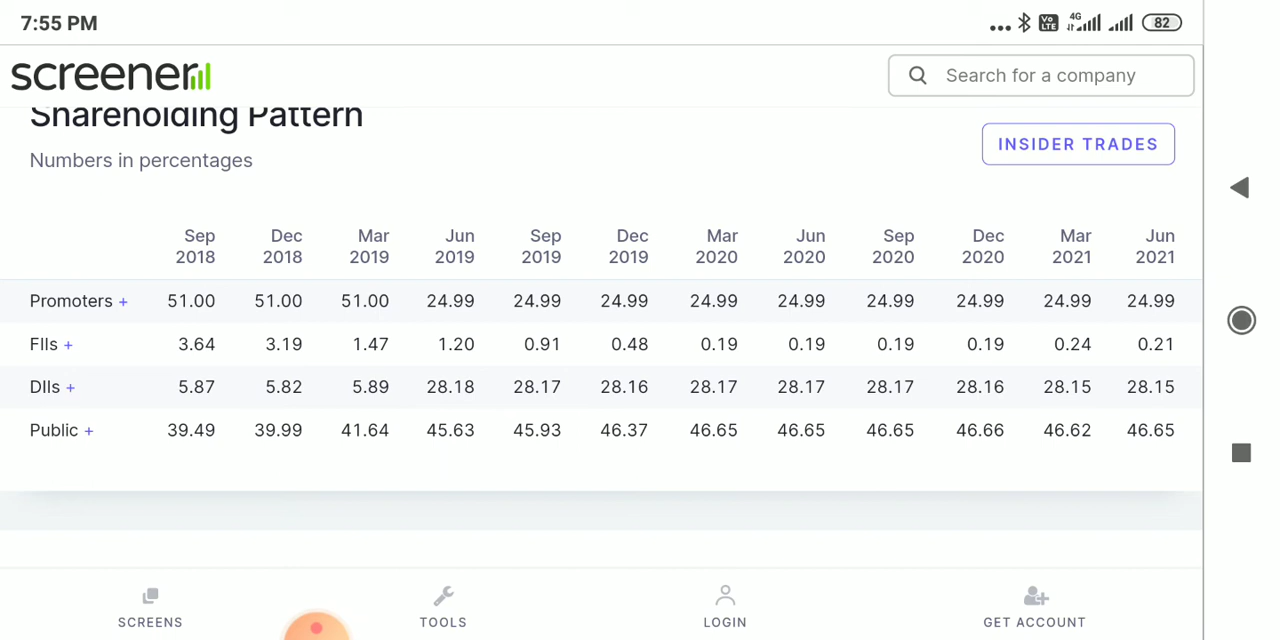 7:55 PM
4G
Vo LTE
82
screener
Search for a company
Shareholding Pattern
Numbers in percentages
INSIDER TRADES
Sep 2018 Dec 2018 Mar 2019 Jun 2019 Sep 2019 Dec 2019 Mar 2020 Jun 2020 Sep 2020 Dec 2020 Mar 2021 Jun 2021
Promoters + 51.00 51.00 51.00 24.99 24.99 24.99 24.99 24.99 24.99 24.99 24.99 24.99
FIIs + 3.64 3.19 1.47 1.20 0.91 0.48 0.19 0.19 0.19 0.19 0.24 0.21
DIIs + 5.87 5.82 5.89 28.18 28.17 28.16 28.17 28.17 28.17 28.16 28.15 28.15
Public + 39.49 39.99 41.64 45.63 45.93 46.37 46.65 46.65 46.65 46.66 46.62 46.65
SCREENS TOOLS LOGIN GET ACCOUNT